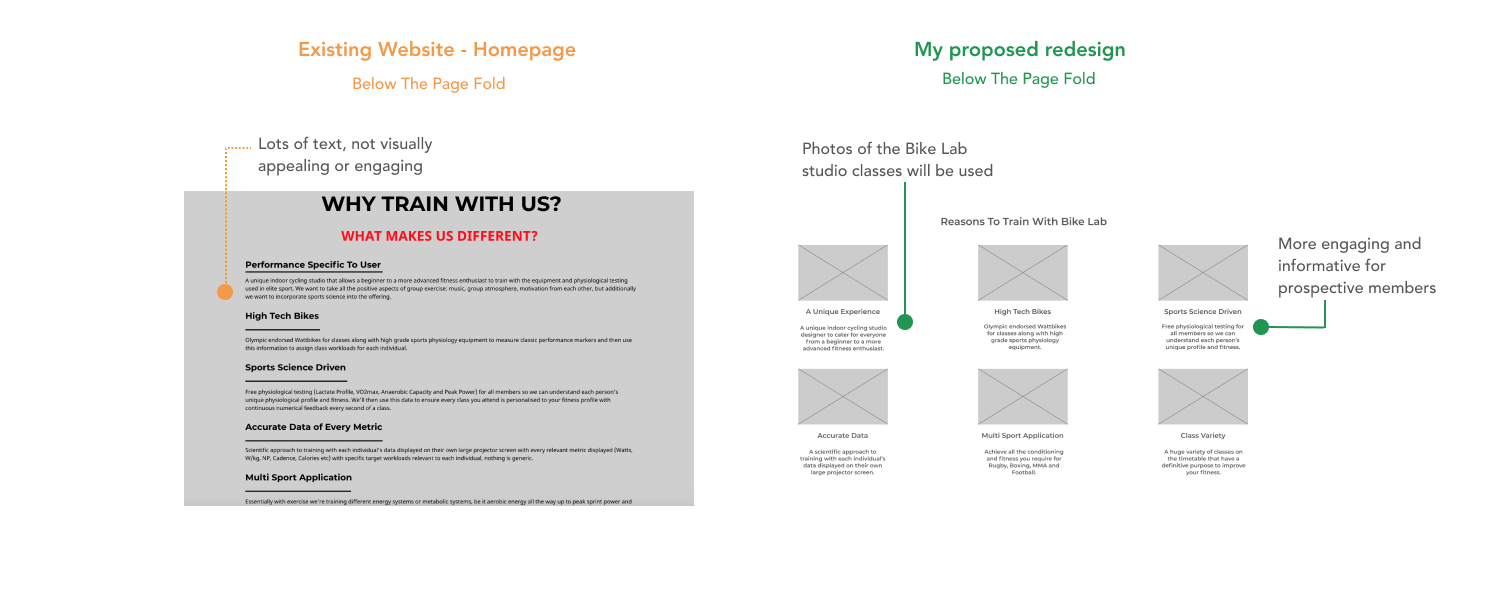 Existing Website - Homepage
Below The Page Fold
Lots of text, not visually
appealing or engaging
WHY TRAIN WITH US?
WHAT MAKES US DIFFERENT?
Performance Specific To User
A unique indoor cycling studio that allows a beginner to a more advanced fitness enthusiast to train with the equipment and physiological testing
used in elite sport. We want to take all the positive aspects of group exercise: music, group atmosphere, motivation from each other, but additionally
we want to incorporate sports science into the offering.
High Tech Bikes
Olympic endorsed Wattbikes for classes along with high grade sports physiology equipment to measure classic performance markers and then use
this information to assign class workloads for each individual.
Sports Science Driven
Free physiological testing (Lactate Profile, VO2max, Anaerobic Capacity and Peak Power) for all members so we can understand each person's
unique physiological profile and fitness. We'll then use this data to ensure every class you attend is personalised to your fitness profile with
continuous numerical feedback every second of a class.
Accurate Data of Every Metric
Scientific approach to training with each individual's data displayed on their own large projector screen with every relevant metric displayed (Watts,
W/kg, NP, Cadence, Calories etc) with specific target workloads relevant to each individual, nothing is generic.
Multi Sport Application
Essentially with exercise we're training different energy systems or metabolic systems, be it aerobic energy all the way up to peak sprint power and
My proposed redesign
Below The Page Fold
Photos of the Bike Lab
studio classes will be used
Reasons To Train With Bike Lab
More engaging and
informative for
prospective members
A Unique Experience
A unique indoor cycling studio
designer to cater for everyone
from a beginner to a more
advanced fitness enthusiast.
High Tech Bikes
Olympic endorsed Wattbikes
for classes along with high
grade sports physiology
equipment.
Sports Science Driven
Free physiological testing for
all members so we can
understand each person's
unique profile and fitness.
Accurate Data
A scientific approach to
training with each individual's
data displayed on their own
large projector screen.
Multi Sport Application
Achieve all the conditioning
and fitness you require for
Rugby, Boxing, MMA and
Football.
Class Variety
A huge variety of classes on
the timetable that have a
definitive purpose to improve
your fitness.